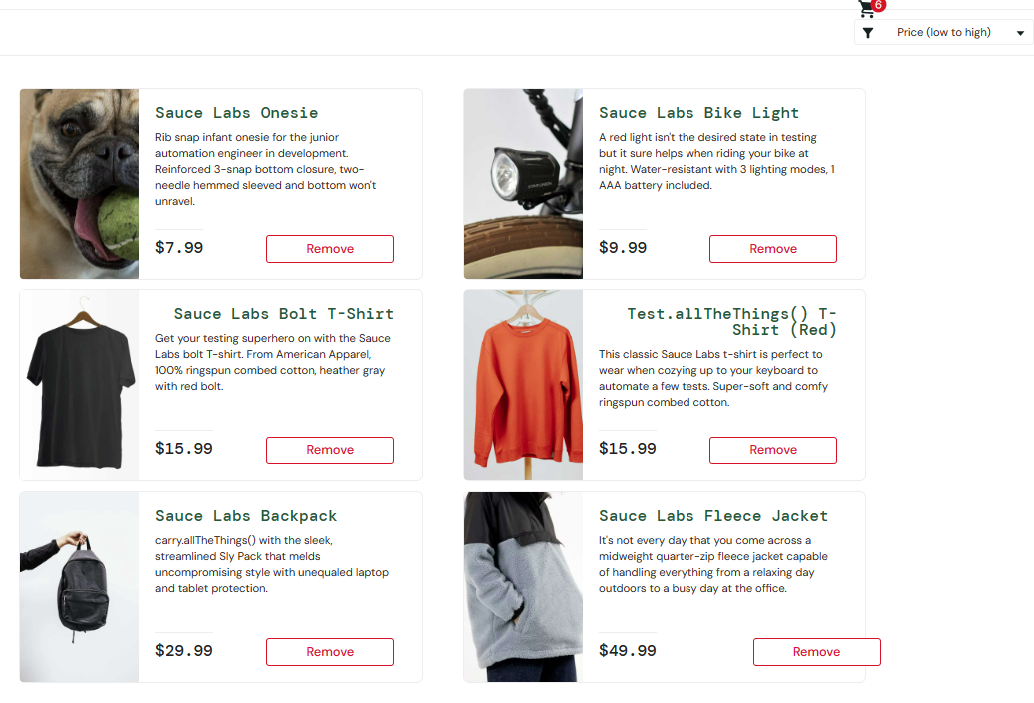 6
Price (low to high)
Sauce Labs Onesie
Rib snap infant onesie for the junior
automation engineer in development.
Reinforced 3-snap bottom closure, two-
needle hemmed sleeved and bottom won't
unravel.
$7.99
Remove
Sauce Labs Bike Light
A red light isn't the desired state in testing
but it sure helps when riding your bike at
night. Water-resistant with 3 lighting modes, 1
AAA battery included.
$9.99
Remove
Sauce Labs Bolt T-Shirt
Get your testing superhero on with the Sauce
Labs bolt T-shirt. From American Apparel,
100% ringspun combed cotton, heather gray
with red bolt.
$15.99
Remove
Test.allTheThings() T-
Shirt (Red)
This classic Sauce Labs t-shirt is perfect to
wear when cozying up to your keyboard to
automate a few tests. Super-soft and comfy
ringspun combed cotton.
$15.99
Remove
Sauce Labs Backpack
carry.allTheThings() with the sleek,
streamlined Sly Pack that melds
uncompromising style with unequaled laptop
and tablet protection.
$29.99
Remove
Sauce Labs Fleece Jacket
It's not every day that you come across a
midweight quarter-zip fleece jacket capable
of handling everything from a relaxing day
outdoors to a busy day at the office.
$49.99
Remove